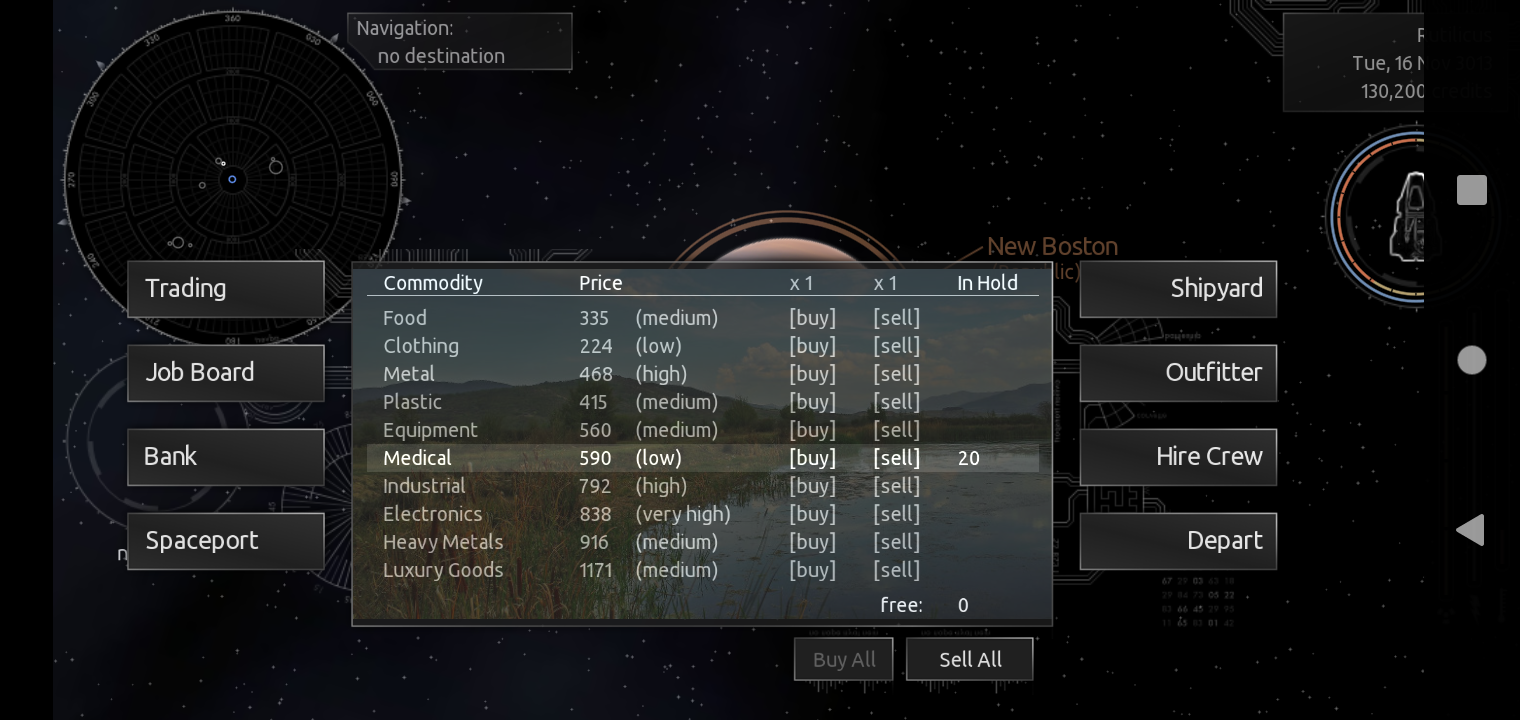 Navigation:
no destination
Rutilicus
Tue, 16 Nov 3013
130,200 credits
New Boston
Trading
Job Board
Bank
Spaceport
Commodity Price x 1 x 1 In Hold
Food 335 (medium) [buy] [sell]
Clothing 224 (low) [buy] [sell]
Metal 468 (high) [buy] [sell]
Plastic 415 (medium) [buy] [sell]
Equipment 560 (medium) [buy] [sell]
Medical 590 (low) [buy] [sell] 20
Industrial 792 (high) [buy] [sell]
Electronics 838 (very high) [buy] [sell]
Heavy Metals 916 (medium) [buy] [sell]
Luxury Goods 1171 (medium) [buy] [sell]
free: 0
Buy All Sell All
Shipyard
Outfitter
Hire Crew
Depart